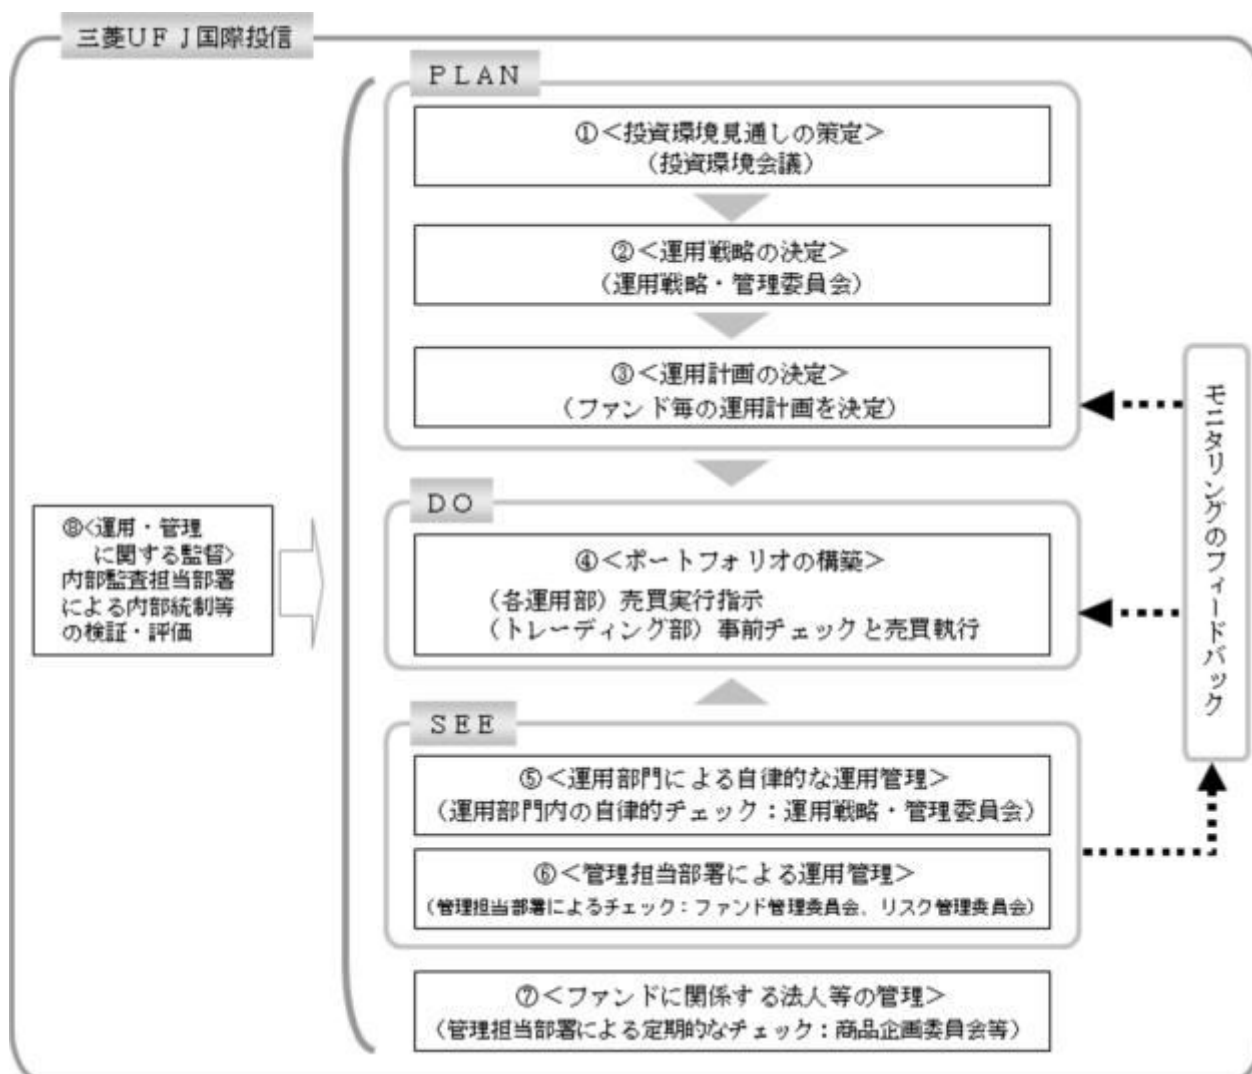 三菱UFJ国際投信
PLAN
①<投資環境見通しの策定>
(投資環境会議)
②<運用戦略の決定>
(運用戦略・管理委員会)
③<運用計画の決定>
(ファンド毎の運用計画を決定)
DO
④<ポートフォリオの構築>
(各運用部)売買実行指示
(トレーディング部)事前チェックと売買執行
SEE
⑤<運用部門による自律的な運用管理>
(運用部門内の自律的チェック:運用戦略・管理委員会)
⑥<管理担当部署による運用管理>
(管理担当部署によるチェック:ファンド管理委員会、リスク管理委員会)
⑦<ファンドに関係する法人等の管理>
(管理担当部署による定期的なチェック:商品企画委員会等)
⑧<運用・管理
に関する監督>
内部監査担当部署
による内部統制等
の検証・評価
モニタリングのフィードバック